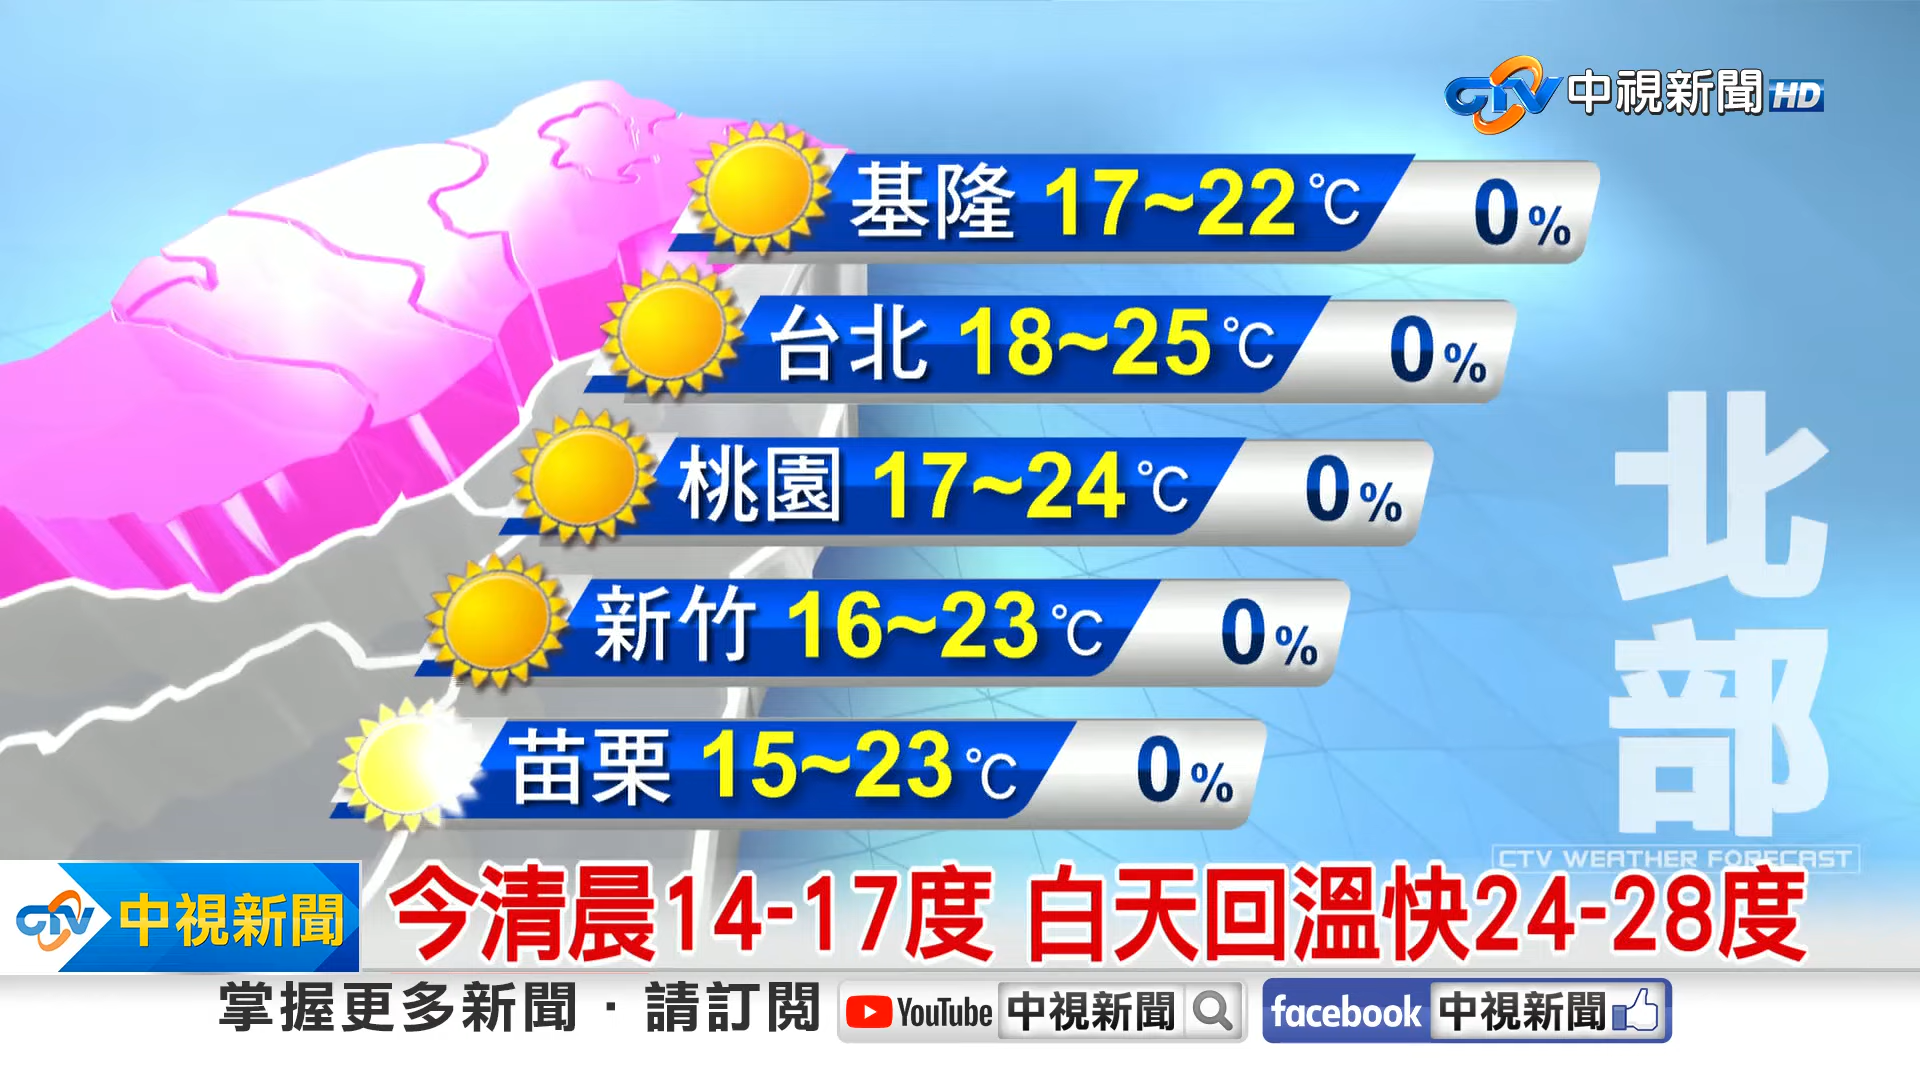 CTV 中視新聞 HD
基隆 17~22℃ 0%
台北 18~25℃ 0%
桃園 17~24℃ 0%
新竹 16~23℃ 0%
苗栗 15~23℃ 0%
北部
CTV WEATHER FORECAST
CTV 中視新聞
今清晨14-17度 白天回溫快24-28度
掌握更多新聞・請訂閱 YouTube 中視新聞 facebook 中視新聞